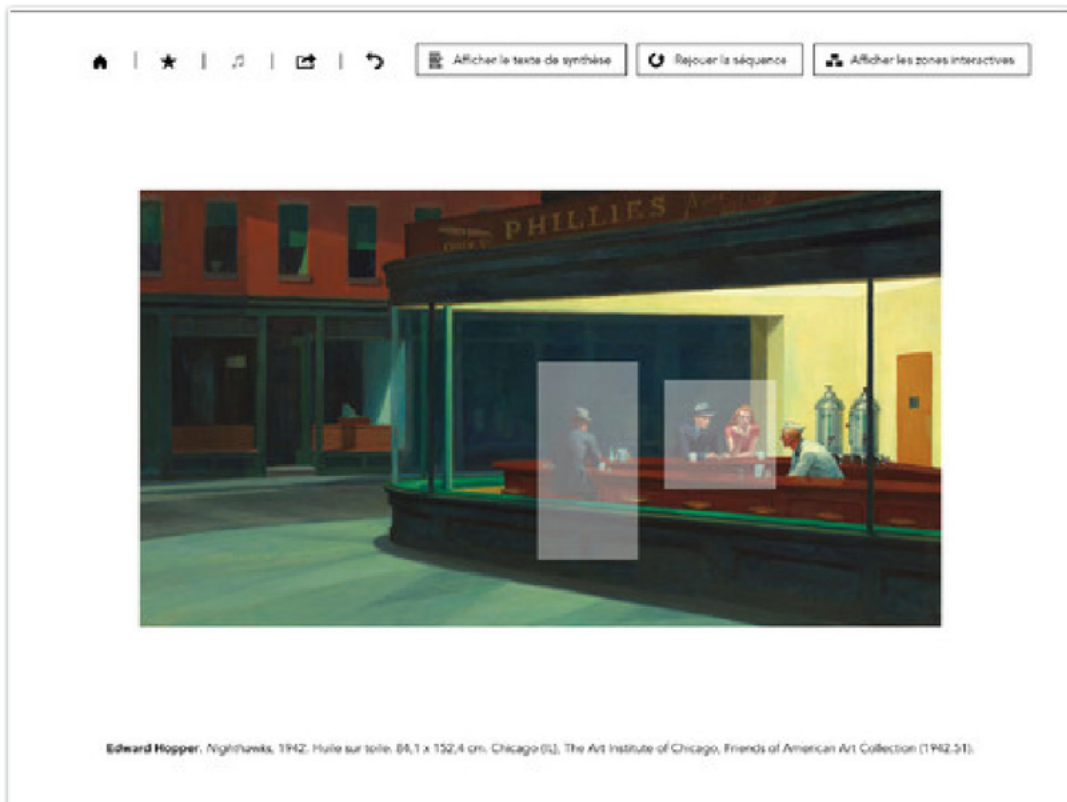 Afficher le texte de synthèse
Rejouer la séquence
Afficher les zones interactives
PHILLIES
Edward Hopper. Nighthawks, 1942. Huile sur toile. 84,1 x 152,4 cm. Chicago (IL), The Art Institute of Chicago, Friends of American Art Collection (1942.51).